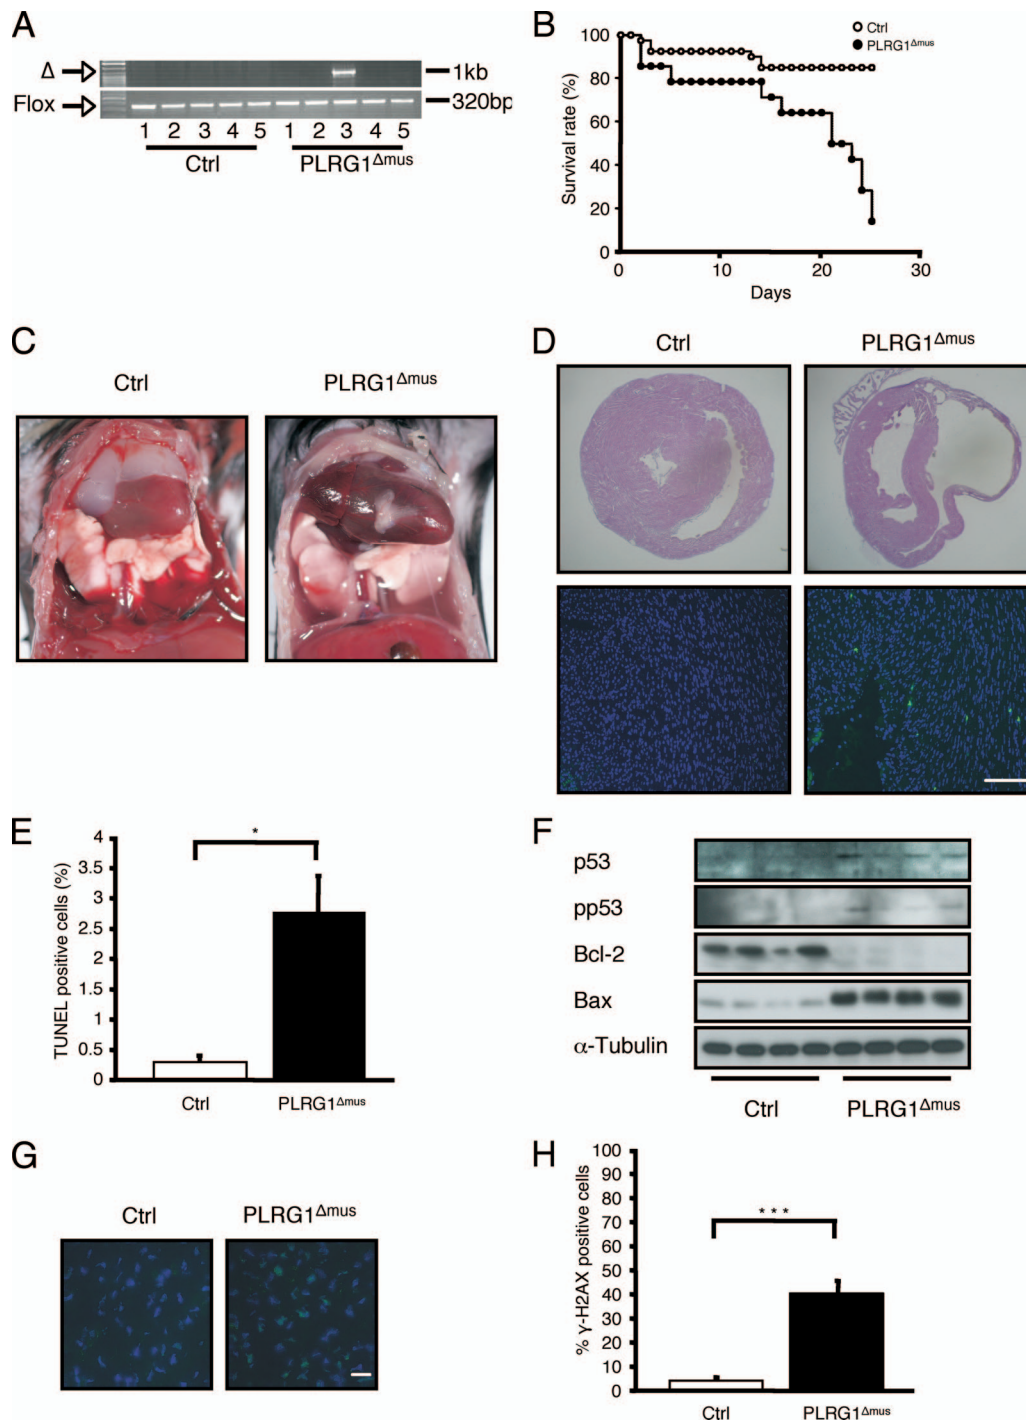 A
Δ
1kb
Flox
320bp
1 2 3 4 5 1 2 3 4 5
Ctrl PLRG1Δmus
B
Ctrl
PLRG1Δmus
Survival rate (%)
100
80
60
40
20
0
0 10 20 30
Days
C
Ctrl PLRG1Δmus
D
Ctrl PLRG1Δmus
E
TUNEL positive cells (%)
4
3.5
3
2.5
2
1.5
1
0.5
0
*
Ctrl PLRG1Δmus
F
p53
pp53
Bcl-2
Bax
α-Tubulin
Ctrl PLRG1Δmus
G
Ctrl PLRG1Δmus
H
% γ-H2AX positive cells
100
90
80
70
60
50
40
30
20
10
0
* * *
Ctrl PLRG1Δmus